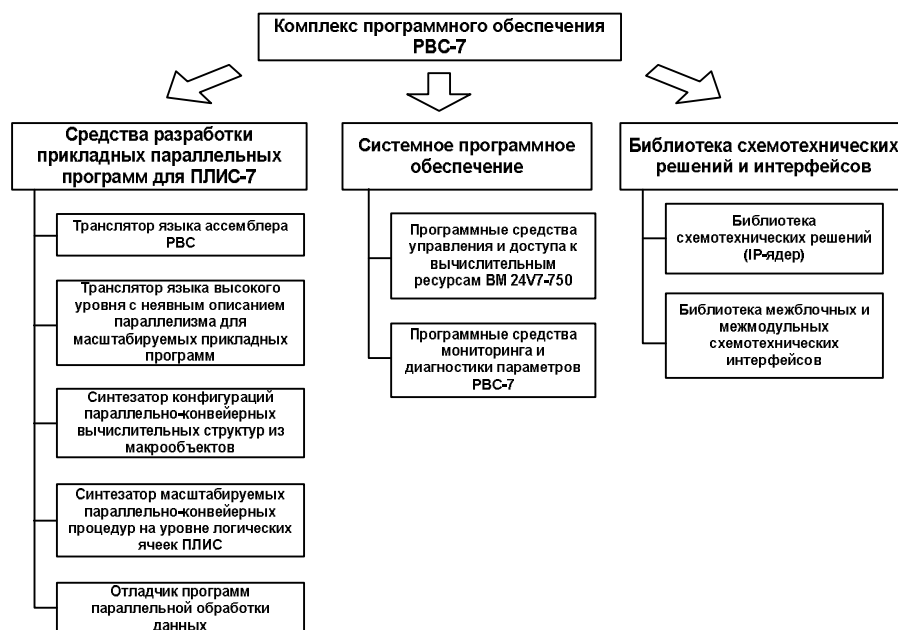 Комплекс программного обеспечения
РВС-7
Средства разработки
прикладных параллельных
программ для ПЛИС-7
Транслятор языка ассемблера
РВС
Транслятор языка высокого
уровня с неявным описанием
параллелизма для
масштабируемых прикладных
программ
Синтезатор конфигураций
параллельно-конвейерных
вычислительных структур из
макрообъектов
Синтезатор масштабируемых
параллельно-конвейерных
процедур на уровне логических
ячеек ПЛИС
Отладчик программ
параллельной обработки
данных
Системное программное
обеспечение
Программные средства
управления и доступа к
вычислительным
ресурсам ВМ 24V7-750
Программные средства
мониторинга и
диагностики параметров
РВС-7
Библиотека схемотехнических
решений и интерфейсов
Библиотека
схемотехнических решений
(IP-ядер)
Библиотека межблочных и
межмодульных
схемотехнических
интерфейсов